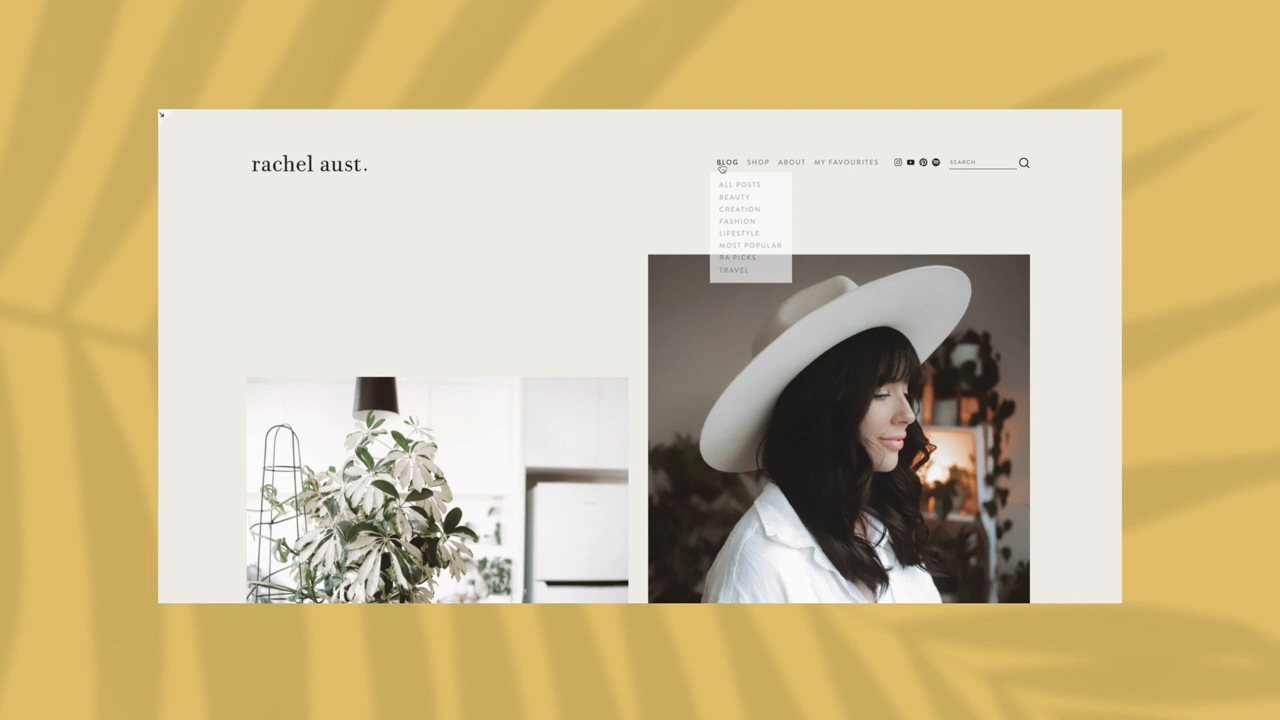 rachel aust.
BLOG SHOP ABOUT MY FAVOURITES SEARCH
ALL POSTS
BEAUTY
CREATION
FASHION
LIFESTYLE
MOST POPULAR
RA PICKS
TRAVEL